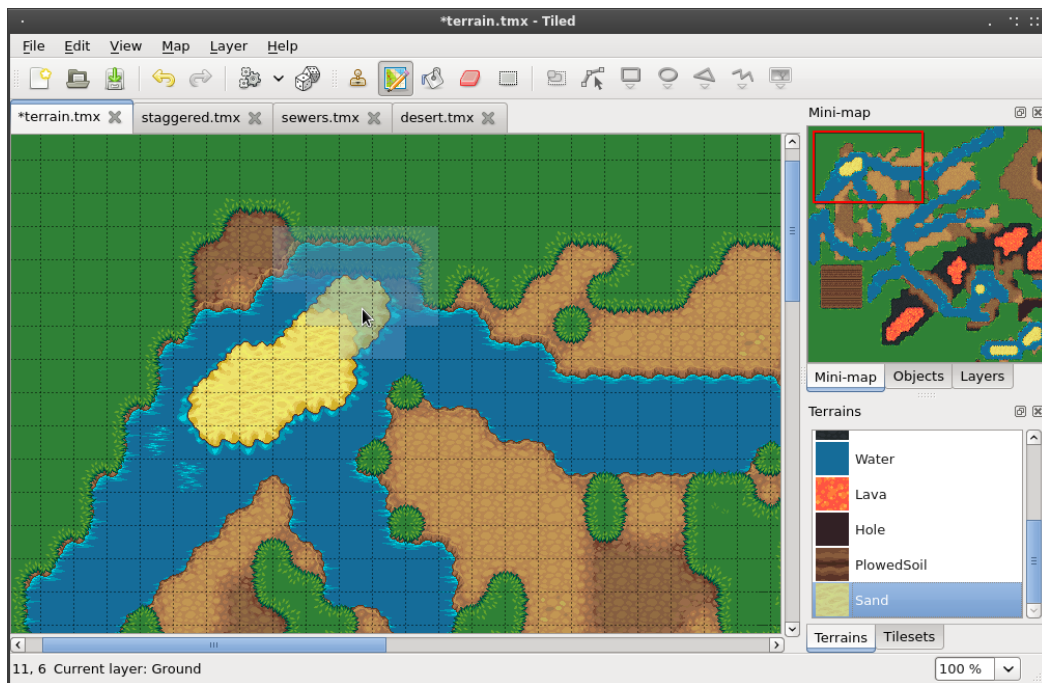 *terrain.tmx - Tiled
File Edit View Map Layer Help
*terrain.tmx staggered.tmx sewers.tmx desert.tmx
Mini-map
Mini-map Objects Layers
Terrains
Water
Lava
Hole
PlowedSoil
Sand
Terrains Tilesets
11, 6 Current layer: Ground
100 %